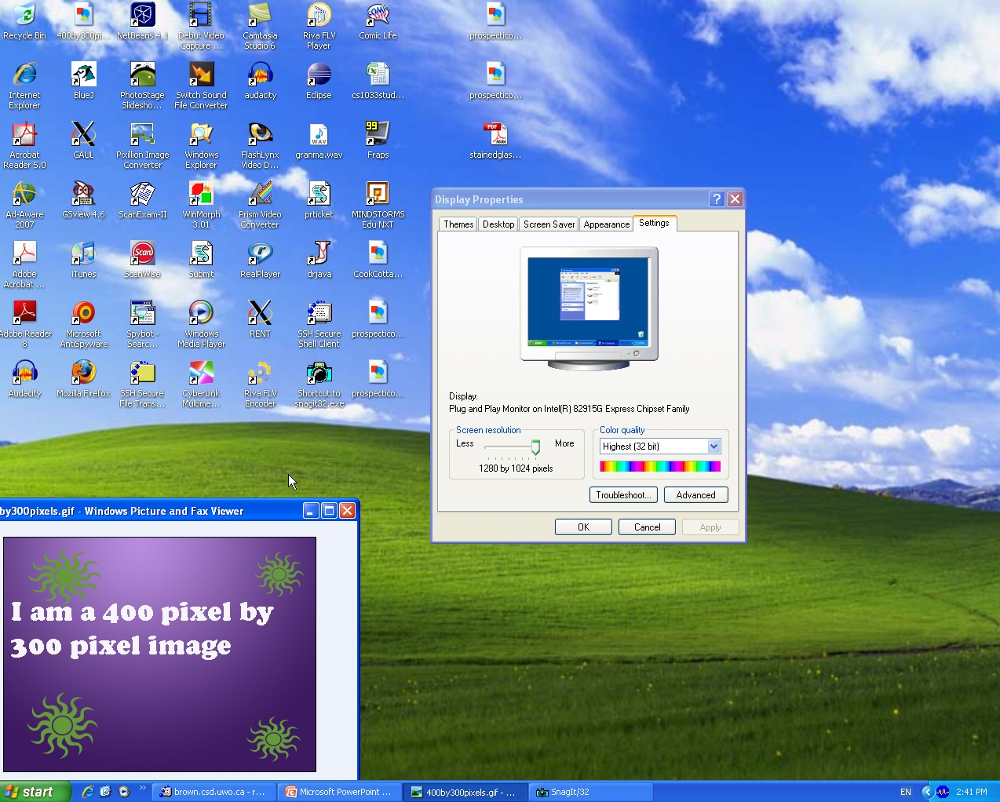 Recycle Bin
400by300pi...
NetBeans 4.1
Debut Video
Capture ...
Camtasia
Studio 6
Riva FLV
Player
Comic Life
prospectico...
Internet
Explorer
BlueJ
PhotoStage
Slidesho...
Switch Sound
File Converter
audacity
Eclipse
cs1033stud...
prospectico...
Acrobat
Reader 5.0
GAUL
Pixillion Image
Converter
Windows
Explorer
FlashLynx
Video D...
WAV
granma.wav
99
Fraps
PDF
Adobe
stainedglas...
Ad-Aware
2007
GSview 4.6
ScanExam-II
WinMorph
3.01
Prism Video
Converter
prticket
MINDSTORMS
Edu NXT
Adobe
Acrobat ...
iTunes
Scan
ScanWise
Submit
RealPlayer
drjava
CookCotta...
Adobe Reader
8
Microsoft
AntiSpyware
Spybot -
Searc...
Windows
Media Player
RENT
SSH Secure
Shell Client
prospectico...
Audacity
Mozilla Firefox
SSH Secure
File Trans...
CyberLink
Multime...
Riva FLV
Encoder
Shortcut to
snagit32.exe
prospectico...
Display Properties
Themes
Desktop
Screen Saver
Appearance
Settings
Display:
Plug and Play Monitor on Intel(R) 82915G Express Chipset Family
Screen resolution
Less
More
1280 by 1024 pixels
Color quality
Highest (32 bit)
Troubleshoot...
Advanced
OK
Cancel
Apply
by300pixels.gif - Windows Picture and Fax Viewer
I am a 400 pixel by
300 pixel image
start
brown.csd.uwo.ca - r...
Microsoft PowerPoint ...
400by300pixels.gif - ...
SnagIt/32
EN
2:41 PM